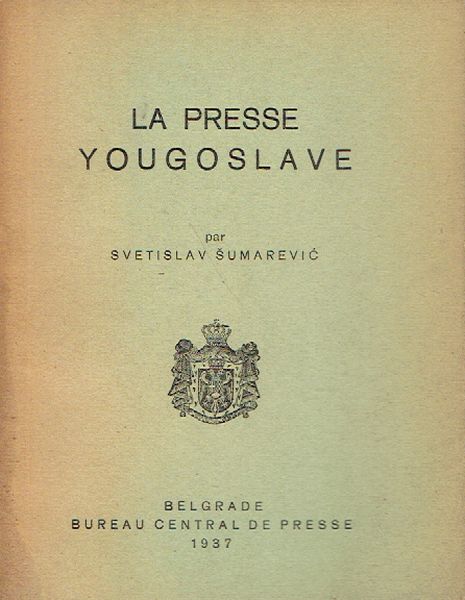 LA PRESSE
YOUGOSLAVE
par
SVETISLAV ŠUMAREVIĆ
BELGRADE
BUREAU CENTRAL DE PRESSE
1937